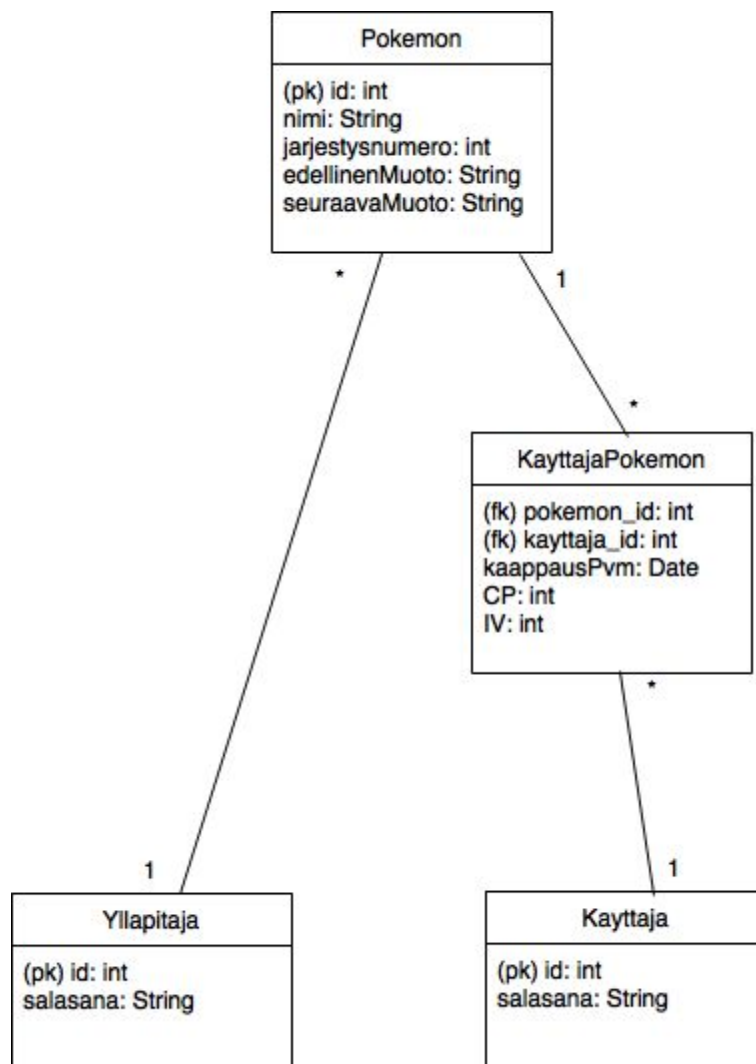 Pokemon
(pk) id: int
nimi: String
jarjestysnumero: int
edellinenMuoto: String
seuraavaMuoto: String
*
1
*
KayttajaPokemon
(fk) pokemon_id: int
(fk) kayttaja_id: int
kaappausPvm: Date
CP: int
IV: int
*
1
1
Yllapitaja
(pk) id: int
salasana: String
Kayttaja
(pk) id: int
salasana: String